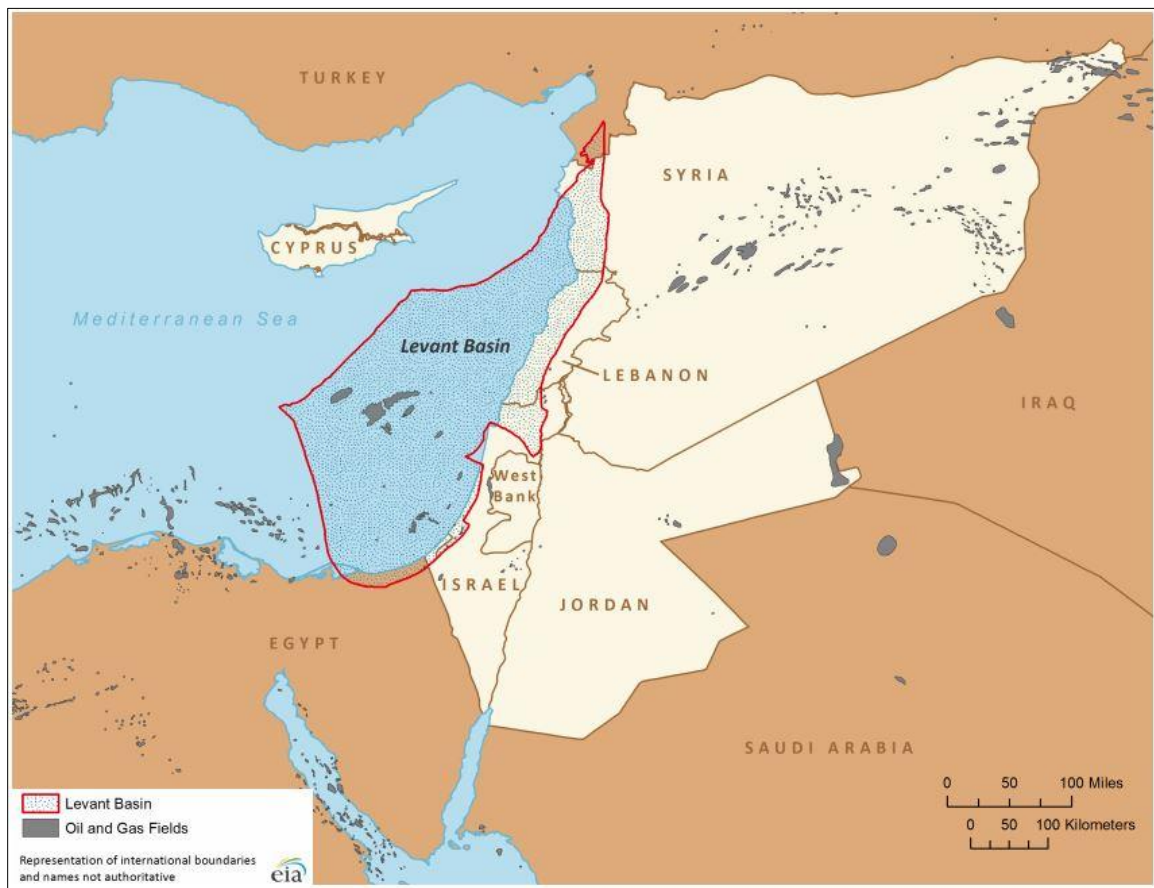 TURKEY
SYRIA
CYPRUS
Mediterranean Sea
Levant Basin
LEBANON
IRAQ
West
Bank
ISRAEL
JORDAN
EGYPT
SAUDI ARABIA
0 50 100 Miles
0 50 100 Kilometers
Levant Basin
Oil and Gas Fields
Representation of international boundaries
and names not authoritative
eia